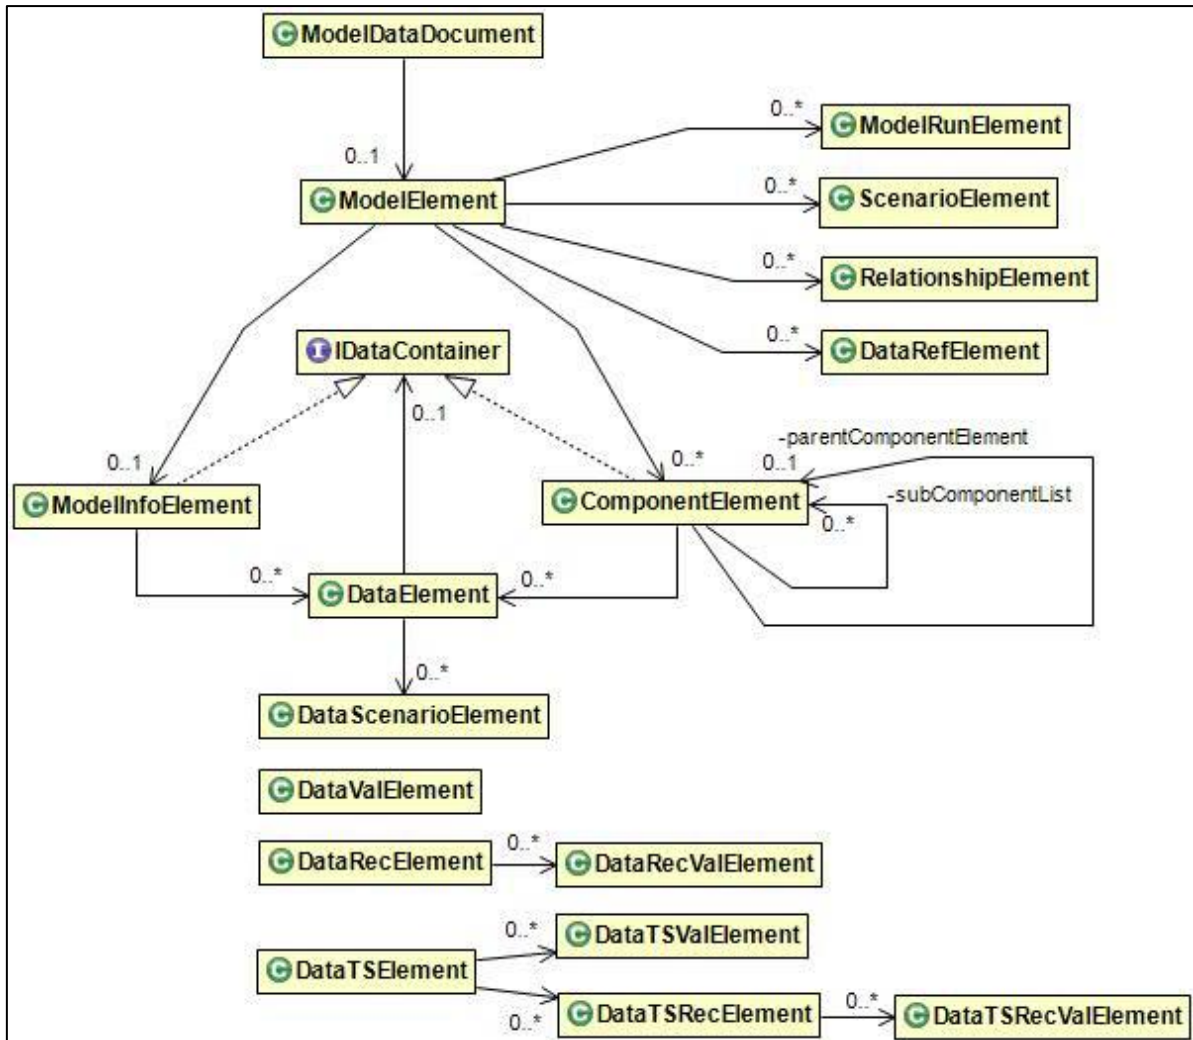 C ModelDataDocument
0..*
C ModelRunElement
0..1
C ModelElement
0..*
C ScenarioElement
0..*
C RelationshipElement
I IDataContainer
0..*
C DataRefElement
0..1
-parentComponentElement
0..1
0..*
0..1
C ModelInfoElement
C ComponentElement
-subComponentList
0..*
0..*
0..*
C DataElement
0..*
C DataScenarioElement
C DataValElement
0..*
C DataRecElement
C DataRecValElement
0..*
C DataTSValElement
C DataTSElement
0..*
C DataTSRecElement
0..*
C DataTSRecValElement